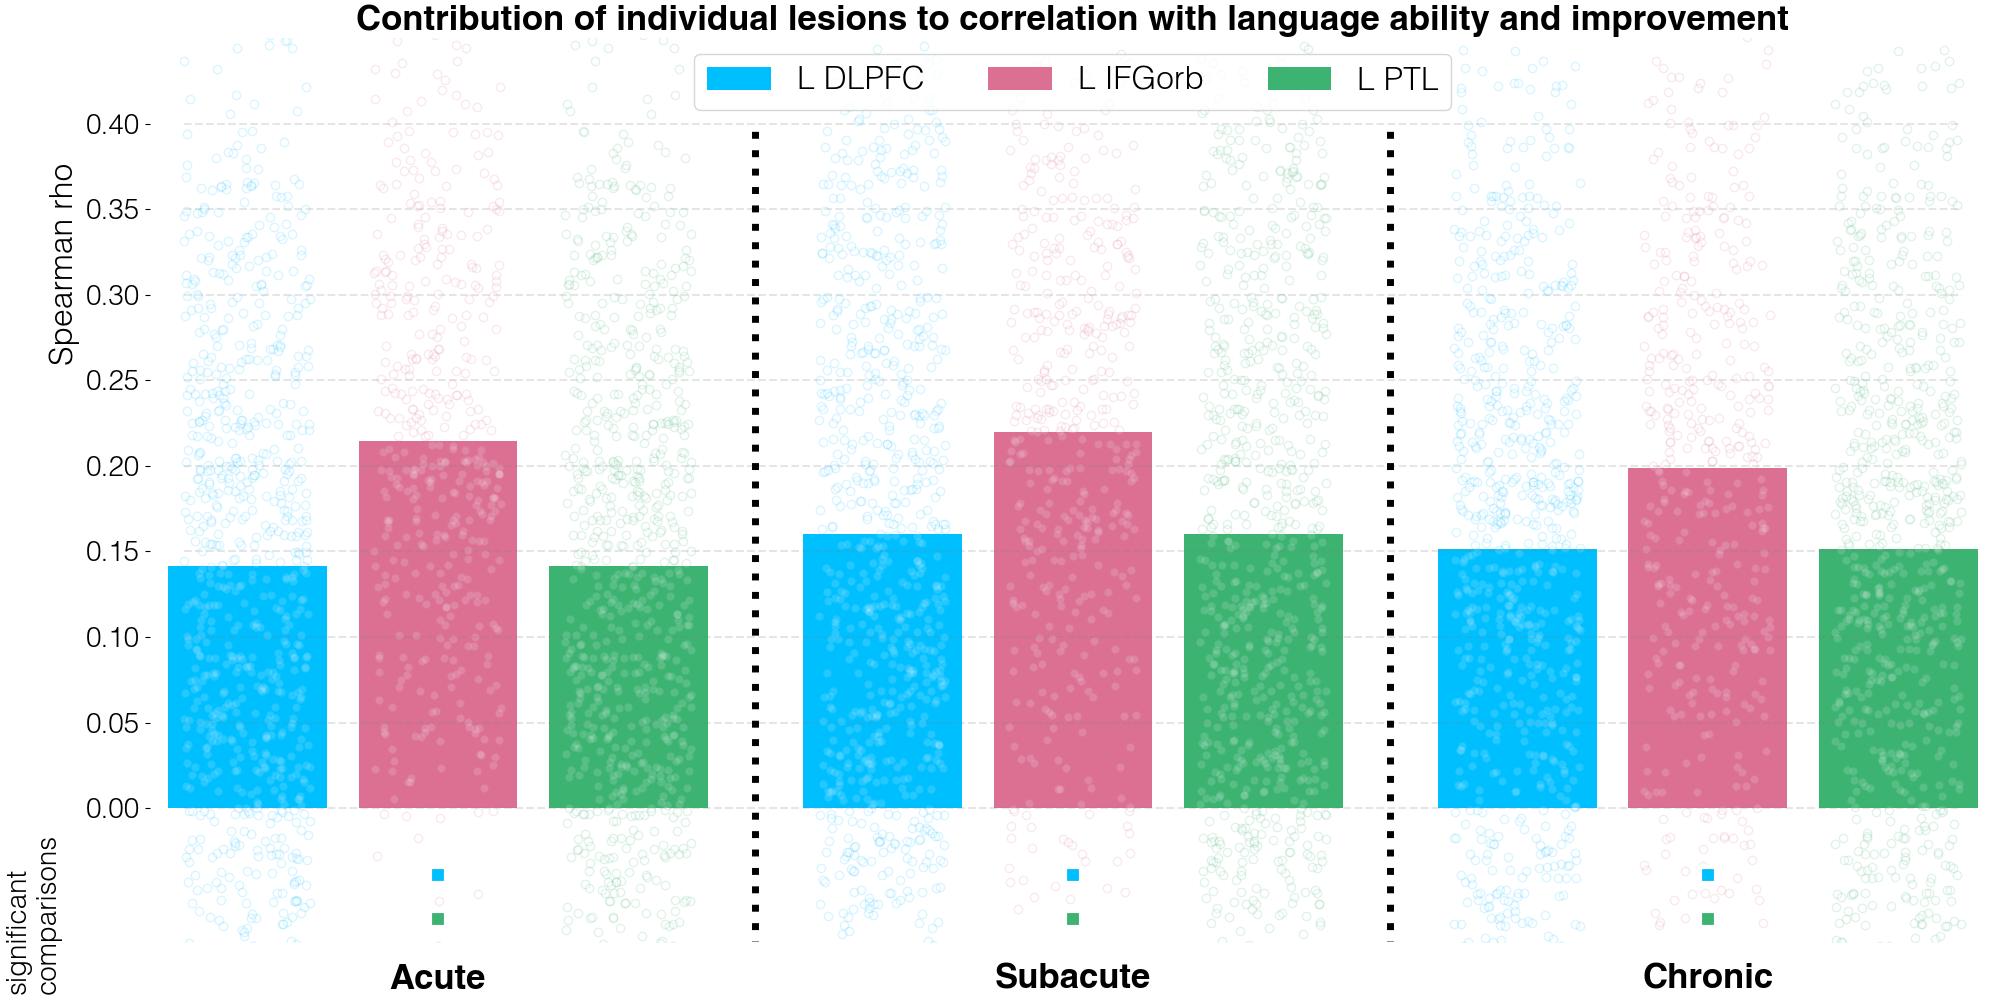 Contribution of individual lesions to correlation with language ability and improvement
L DLPFC
L IFGorb
L PTL
Spearman rho
0.40
0.35
0.30
0.25
0.20
0.15
0.10
0.05
0.00
significant
comparisons
Acute
Subacute
Chronic